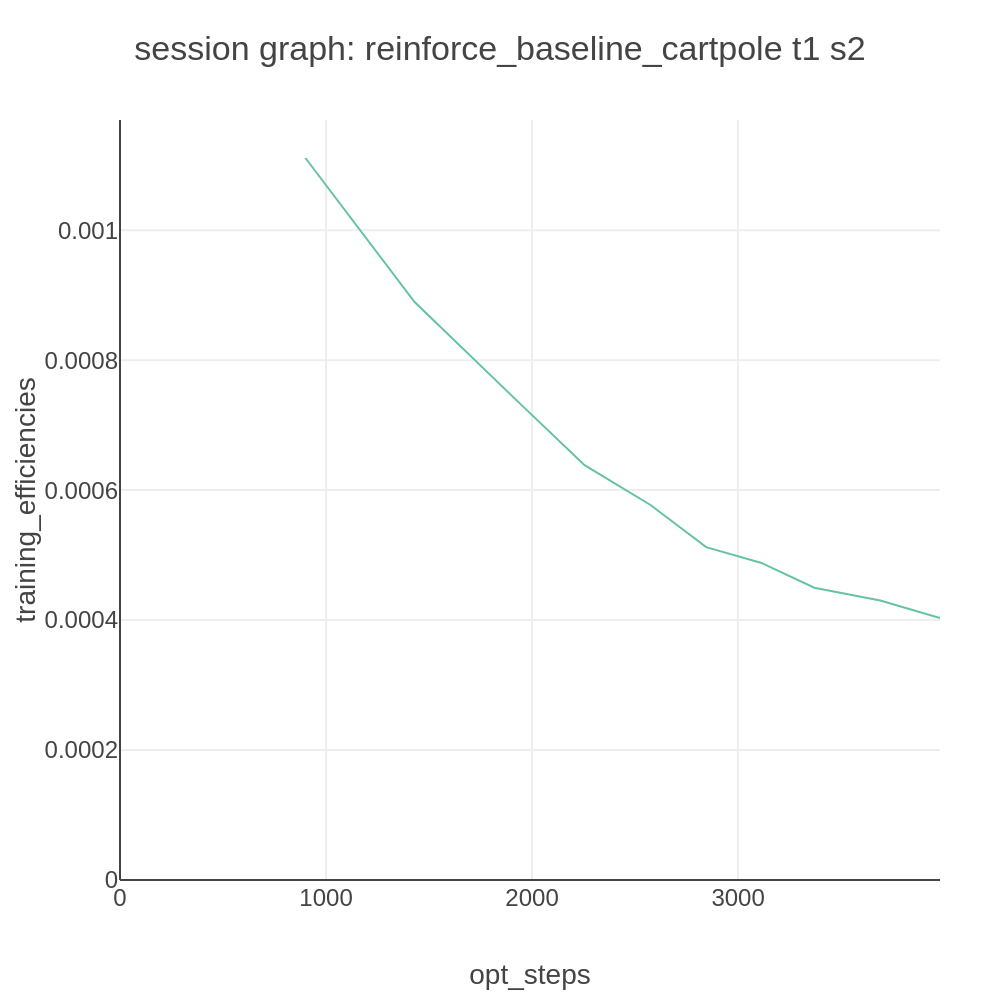 session graph: reinforce_baseline_cartpole t1 s2
training_efficiencies
0.001
0.0008
0.0006
0.0004
0.0002
0
0 1000 2000 3000
opt_steps